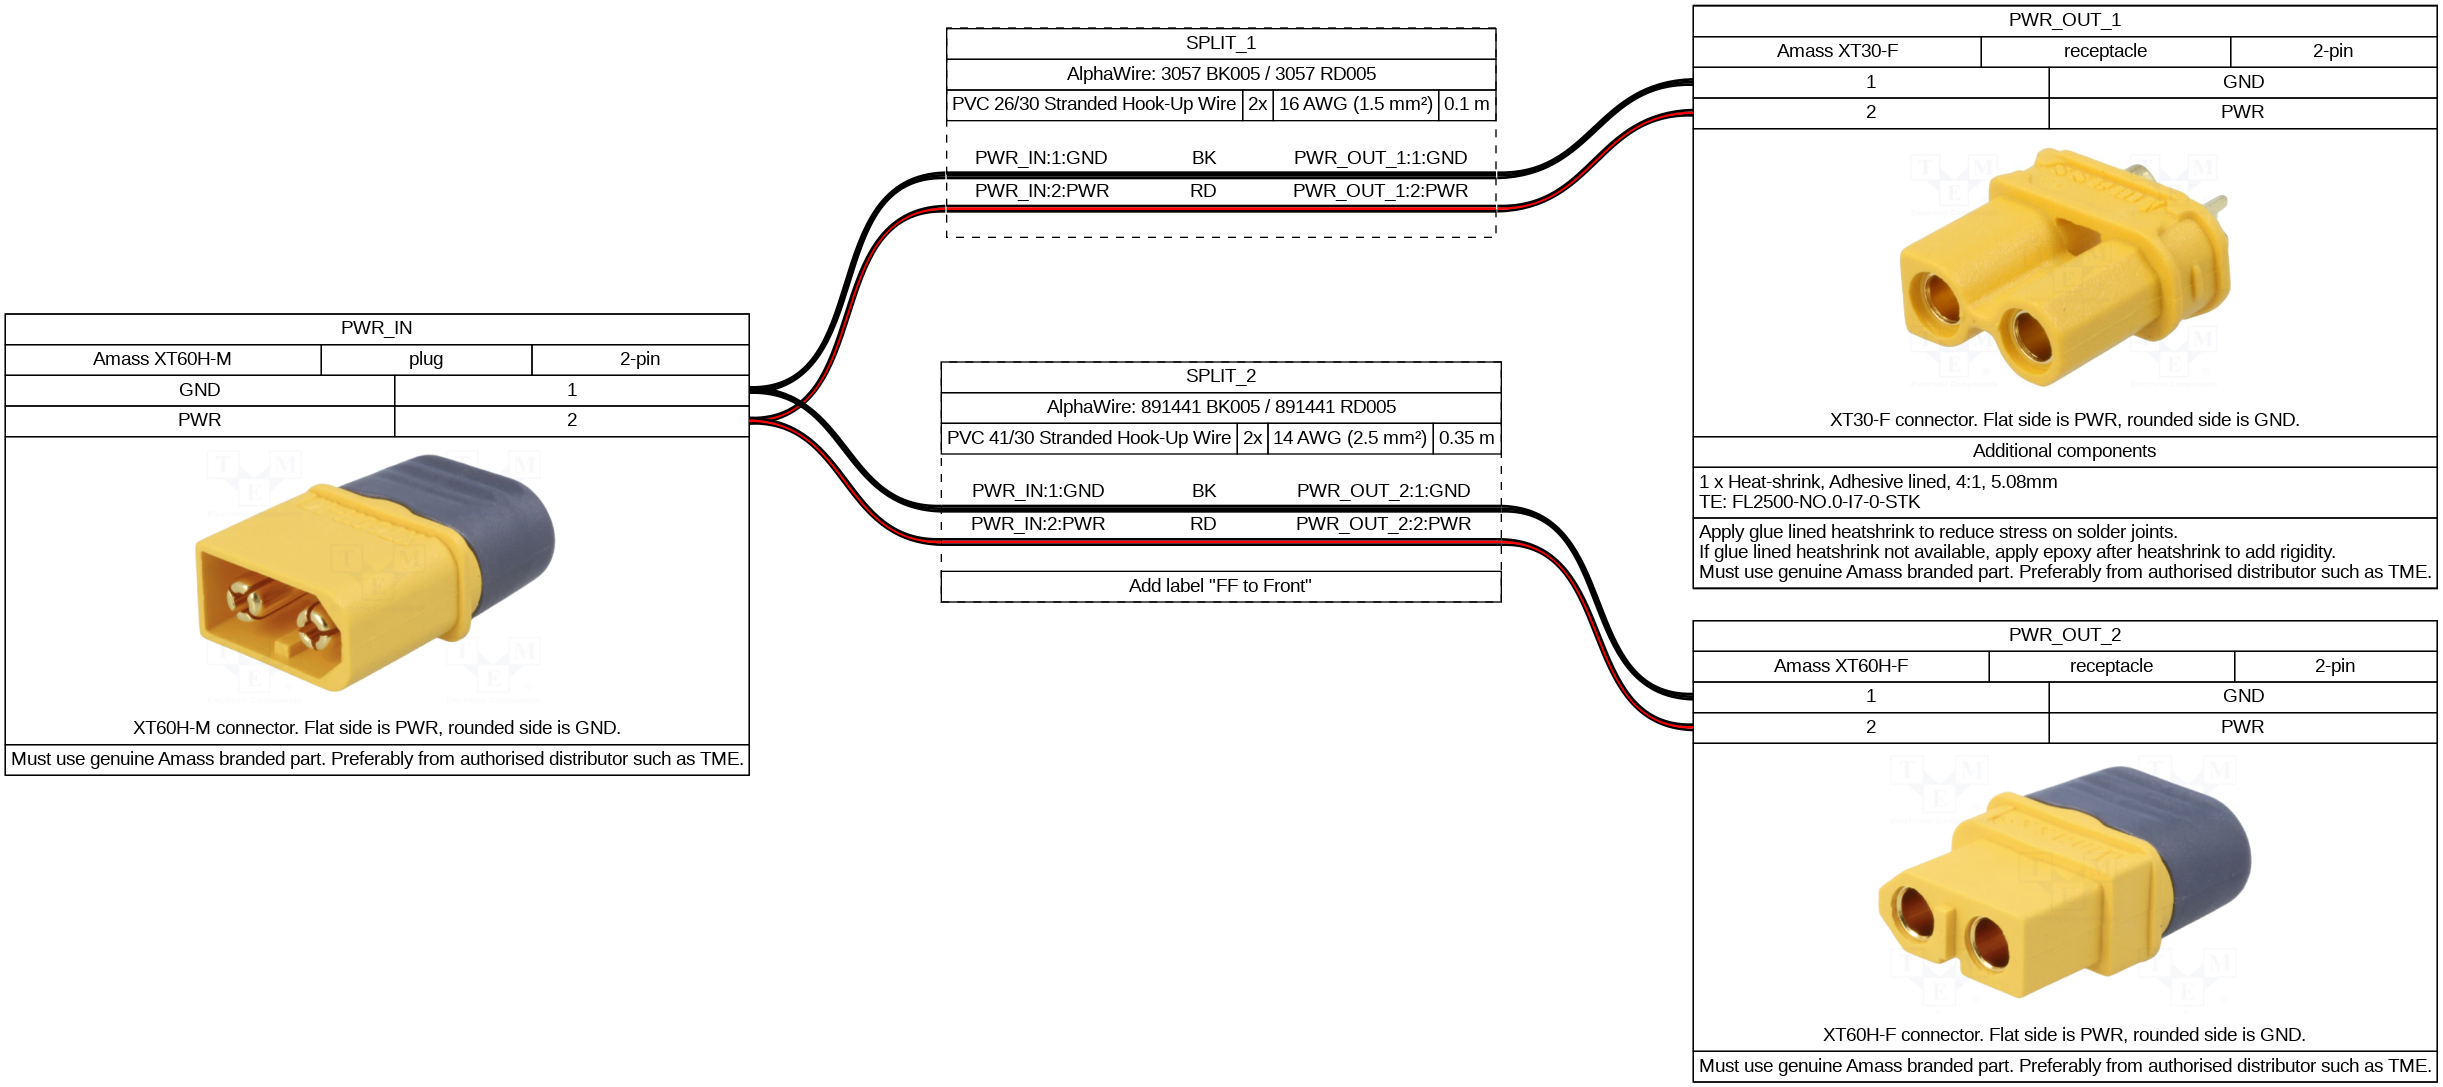 PWR_IN
Amass XT60H-M plug 2-pin
GND 1
PWR 2
XT60H-M connector. Flat side is PWR, rounded side is GND.
Must use genuine Amass branded part. Preferably from authorised distributor such as TME.
SPLIT_1
AlphaWire: 3057 BK005 / 3057 RD005
PVC 26/30 Stranded Hook-Up Wire 2x 16 AWG (1.5 mm²) 0.1 m
PWR_IN:1:GND BK PWR_OUT_1:1:GND
PWR_IN:2:PWR RD PWR_OUT_1:2:PWR
SPLIT_2
AlphaWire: 891441 BK005 / 891441 RD005
PVC 41/30 Stranded Hook-Up Wire 2x 14 AWG (2.5 mm²) 0.35 m
PWR_IN:1:GND BK PWR_OUT_2:1:GND
PWR_IN:2:PWR RD PWR_OUT_2:2:PWR
Add label "FF to Front"
PWR_OUT_1
Amass XT30-F receptacle 2-pin
1 GND
2 PWR
XT30-F connector. Flat side is PWR, rounded side is GND.
Additional components
1 x Heat-shrink, Adhesive lined, 4:1, 5.08mm
TE: FL2500-NO.0-I7-0-STK
Apply glue lined heatshrink to reduce stress on solder joints.
If glue lined heatshrink not available, apply epoxy after heatshrink to add rigidity.
Must use genuine Amass branded part. Preferably from authorised distributor such as TME.
PWR_OUT_2
Amass XT60H-F receptacle 2-pin
1 GND
2 PWR
XT60H-F connector. Flat side is PWR, rounded side is GND.
Must use genuine Amass branded part. Preferably from authorised distributor such as TME.